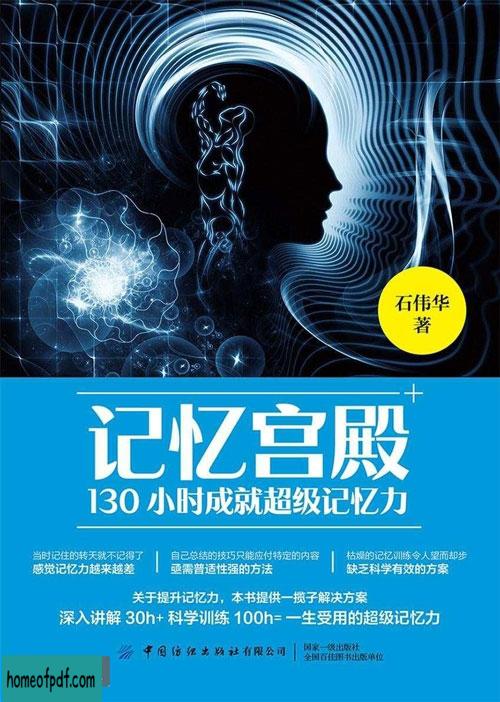 石伟华
著
记忆宫殿
130 小时成就超级记忆力
当时记住的转天就不记得了
感觉记忆力越来越差
自己总结的技巧只能应付特定的内容
亟需普适性强的方法
枯燥的记忆训练令人望而却步
缺乏科学有效的方案
关于提升记忆力，本书提供一揽子解决方案
深入讲解 30h+ 科学训练 100h= 一生受用的超级记忆力
中国纺织出版社有限公司
国家一级出版社
全国百佳图书出版单位
homeofpdf.com